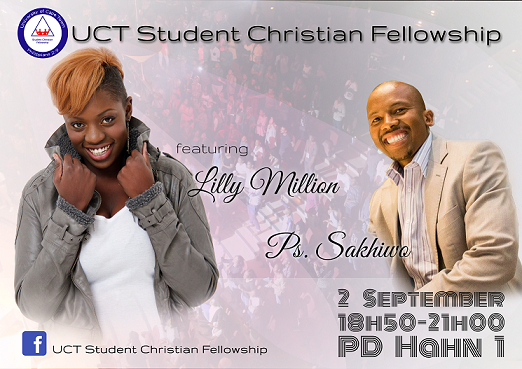 UCT Student Christian Fellowship
featuring
Lilly Million
Ps. Sakhiwo
2 September
18h50-21h00
PD Hahn 1
f UCT Student Christian Fellowship